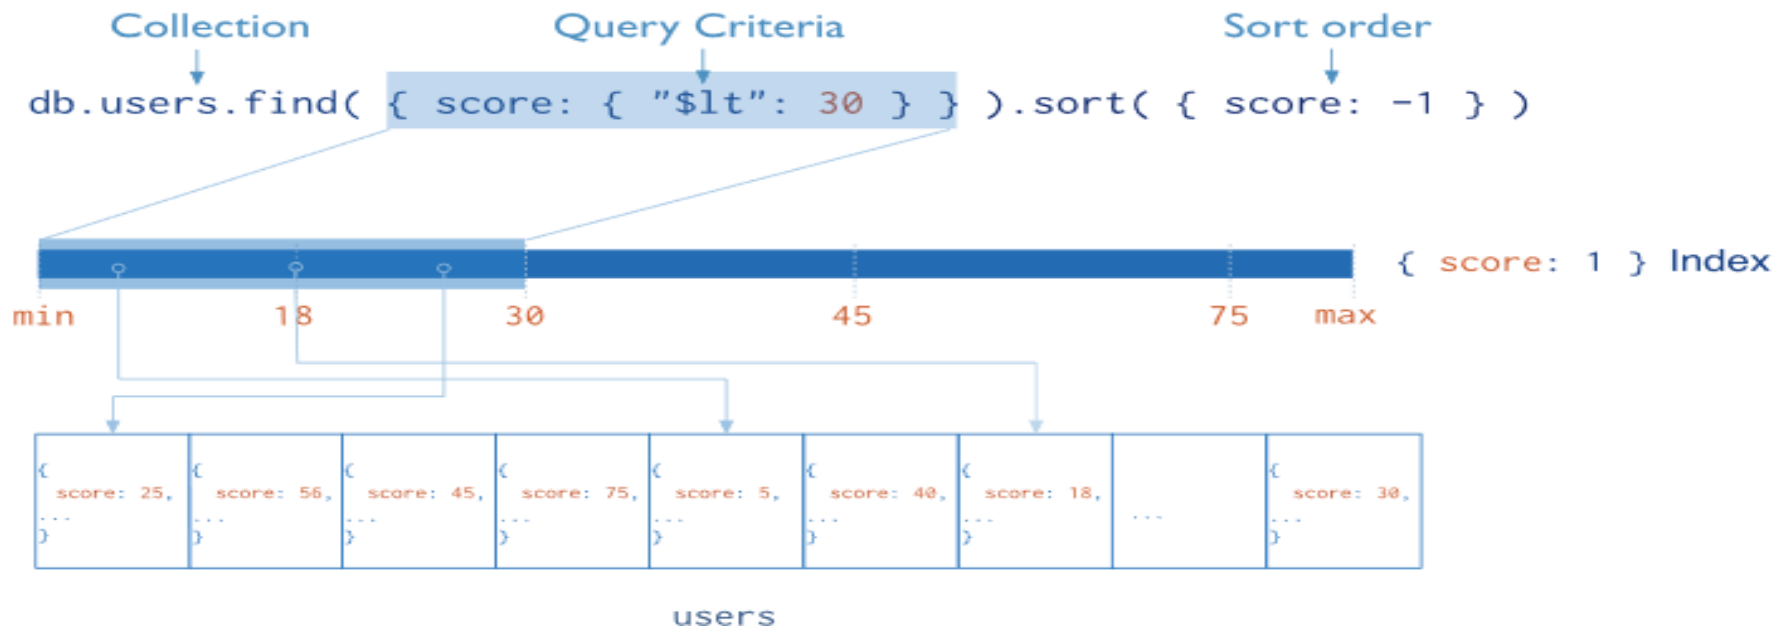 Collection Query Criteria Sort order
db.users.find( { score: { "$lt": 30 } } ).sort( { score: -1 } )
{ score: 1 } Index
min 18 30 45 75 max
{ { { { { { { {
score: 25, score: 56, score: 45, score: 75, score: 5, score: 40, score: 18, score: 30,
... ... ... ... ... ... ... ... ...
} } } } } } } }
users